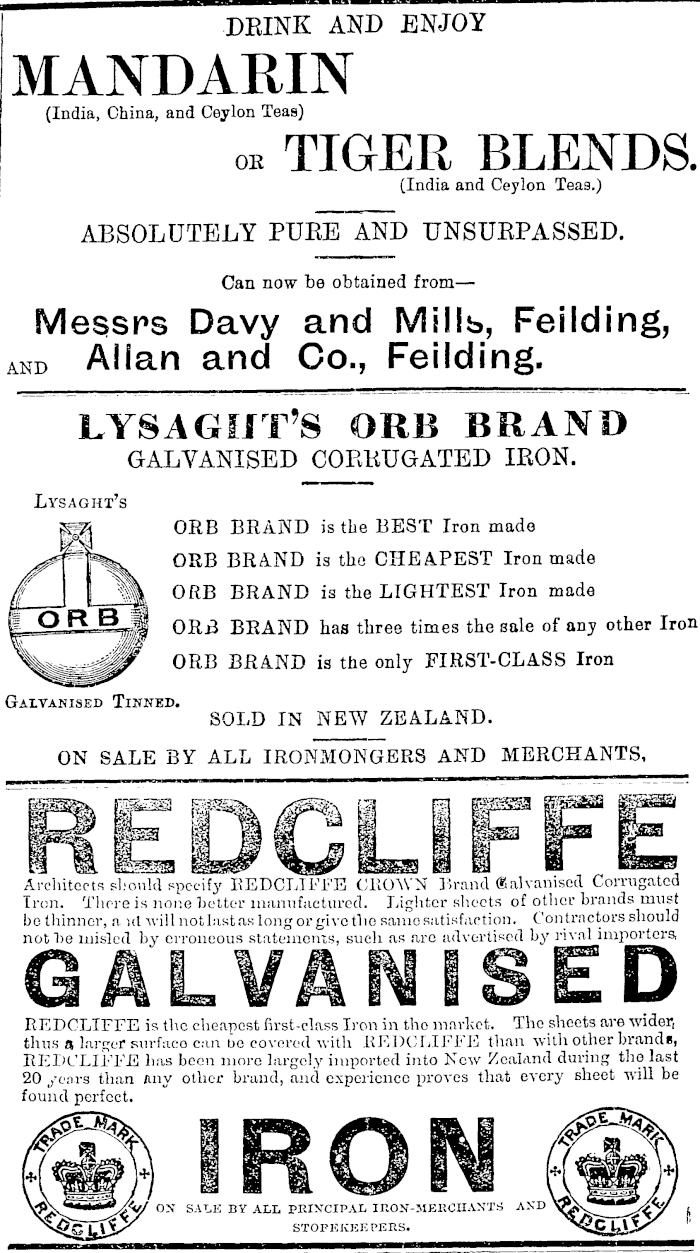 DRINK AND ENJOY
MANDARIN
(India, China, and Ceylon Teas)
OR TIGER BLENDS.
(India and Ceylon Teas.)
ABSOLUTELY PURE AND UNSURPASSED.
Can now be obtained from—
Messrs Davy and Mills, Feilding,
AND Allan and Co., Feilding.
LYSAGHT'S ORB BRAND
GALVANISED CORRUGATED IRON.
LYSAGHT'S
ORB
GALVANISED TINNED.
ORB BRAND is the BEST Iron made
ORB BRAND is the CHEAPEST Iron made
ORB BRAND is the LIGHTEST Iron made
ORB BRAND has three times the sale of any other Iron
ORB BRAND is the only FIRST-CLASS Iron
SOLD IN NEW ZEALAND.
ON SALE BY ALL IRONMONGERS AND MERCHANTS,
REDCLIFFE
Architects should specify REDCLIFFE CROWN Brand Galvanised Corrugated
Iron. There is none better manufactured. Lighter sheets of other brands must
be thinner, and will not last as long or give the same satisfaction. Contractors should
not be misled by erroneous statements, such as are advertised by rival importers,
GALVANISED
REDCLIFFE is the cheapest first-class Iron in the market. The sheets are wider,
thus a larger surface can be covered with REDCLIFFE than with other brands,
REDCLIFFE has been more largely imported into New Zealand during the last
20 years than any other brand, and experience proves that every sheet will be
found perfect.
TRADE MARK
REDCLIFFE
IRON
TRADE MARK
REDCLIFFE
ON SALE BY ALL PRINCIPAL IRON-MERCHANTS AND
STOREKEEPERS.